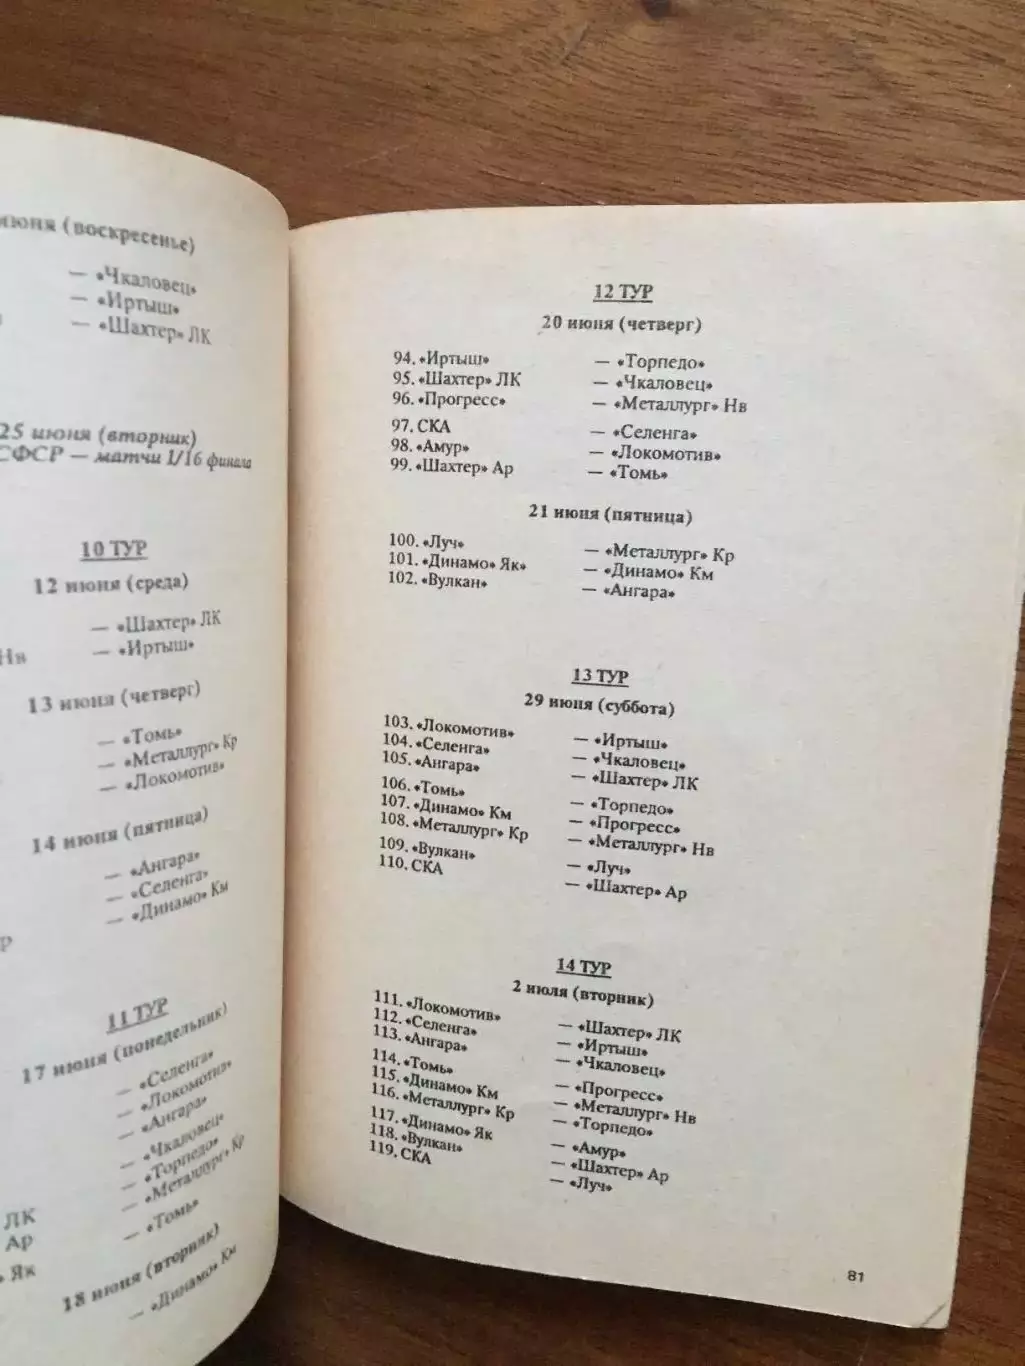 июня (воскресенье)
— «Чкаловец»
— «Иртыш»
— «Шахтер» ЛК
25 июня (вторник)
СФСР — матчи 1/16 финала
10 ТУР
12 июня (среда)
— «Шахтер» ЛК
Нв — «Иртыш»
13 июня (четверг)
— «Томь»
— «Металлург» Кр
— «Локомотив»
14 июня (пятница)
— «Ангара»
— «Селенга»
— «Динамо» Км
р
11 ТУР
17 июня (понедельник)
— «Селенга»
— «Локомотив»
— «Ангара»
— «Чкаловец»
— «Торпедо»
— «Металлург» Кр
ЛК — «Томь»
Ар
» Як
18 июня (вторник)
— «Динамо» Км
12 ТУР
20 июня (четверг)
94. «Иртыш» — «Торпедо»
95. «Шахтер» ЛК — «Чкаловец»
96. «Прогресс» — «Металлург» Нв
97. СКА — «Селенга»
98. «Амур» — «Локомотив»
99. «Шахтер» Ар — «Томь»
21 июня (пятница)
100. «Луч» — «Металлург» Кр
101. «Динамо» Як» — «Динамо» Км
102. «Вулкан» — «Ангара»
13 ТУР
29 июня (суббота)
103. «Локомотив» — «Иртыш»
104. «Селенга» — «Чкаловец»
105. «Ангара» — «Шахтер» ЛК
106. «Томь» — «Торпедо»
107. «Динамо» Км — «Прогресс»
108. «Металлург» Кр — «Металлург» Нв
109. «Вулкан» — «Луч»
110. СКА — «Шахтер» Ар
14 ТУР
2 июля (вторник)
111. «Локомотив» — «Шахтер» ЛК
112. «Селенга» — «Иртыш»
113. «Ангара» — «Чкаловец»
114. «Томь» — «Прогресс»
115. «Динамо» Км — «Металлург» Нв
116. «Металлург» Кр — «Торпедо»
117. «Динамо» Як — «Амур»
118. «Вулкан» — «Шахтер» Ар
119. СКА — «Луч»
81